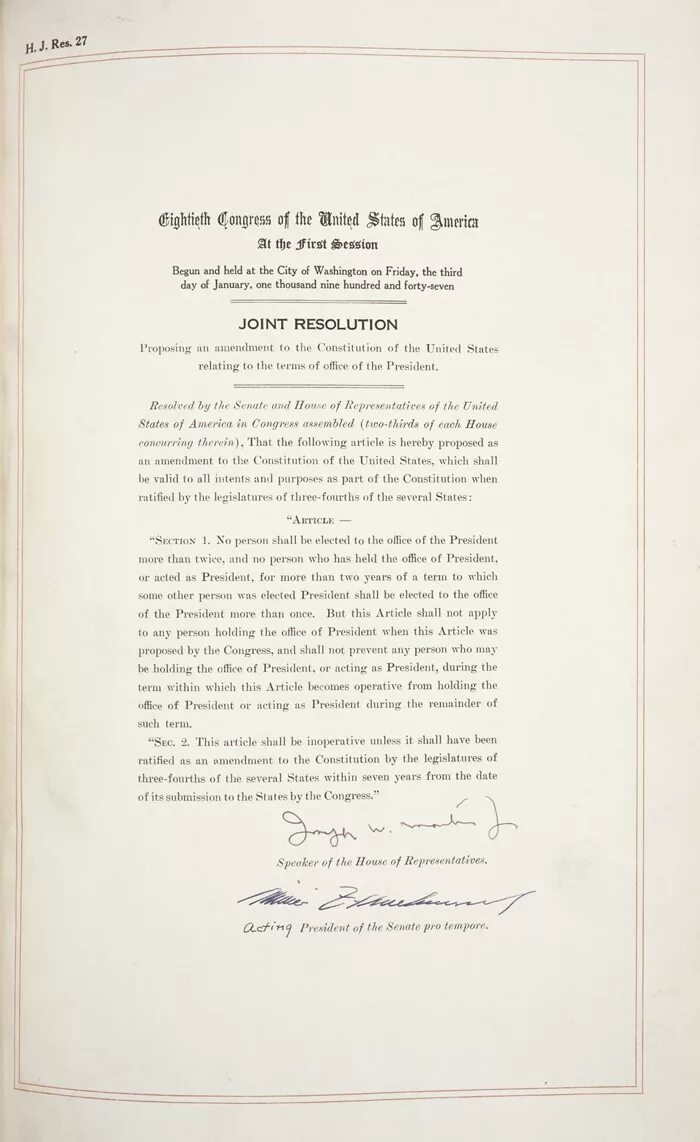 H. J. Res. 27
Eightieth Congress of the United States of America
At the First Session
Begun and held at the City of Washington on Friday, the third
day of January, one thousand nine hundred and forty-seven
JOINT RESOLUTION
Proposing an amendment to the Constitution of the United States
relating to the terms of office of the President.
Resolved by the Senate and House of Representatives of the United
States of America in Congress assembled (two-thirds of each House
concurring therein), That the following article is hereby proposed as
an amendment to the Constitution of the United States, which shall
be valid to all intents and purposes as part of the Constitution when
ratified by the legislatures of three-fourths of the several States:
“ARTICLE —
“SECTION 1. No person shall be elected to the office of the President
more than twice, and no person who has held the office of President,
or acted as President, for more than two years of a term to which
some other person was elected President shall be elected to the office
of the President more than once. But this Article shall not apply
to any person holding the office of President when this Article was
proposed by the Congress, and shall not prevent any person who may
be holding the office of President, or acting as President, during the
term within which this Article becomes operative from holding the
office of President or acting as President during the remainder of
such term.
“SEC. 2. This article shall be inoperative unless it shall have been
ratified as an amendment to the Constitution by the legislatures of
three-fourths of the several States within seven years from the date
of its submission to the States by the Congress.”
Joseph W. Martin Jr
Speaker of the House of Representatives.
Acting President of the Senate pro tempore.